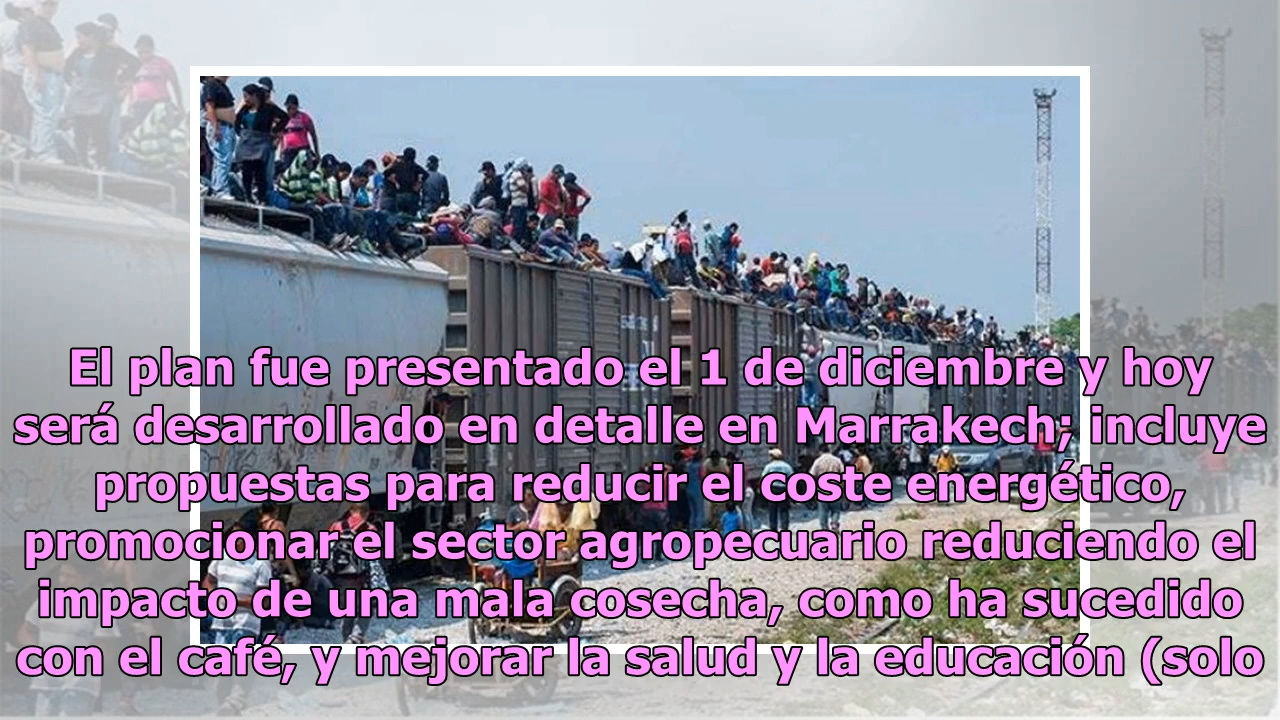 El plan fue presentado el 1 de diciembre y hoy
será desarrollado en detalle en Marrakech; incluye
propuestas para reducir el coste energético,
promocionar el sector agropecuario reduciendo el
impacto de una mala cosecha, como ha sucedido
con el café, y mejorar la salud y la educación (solo